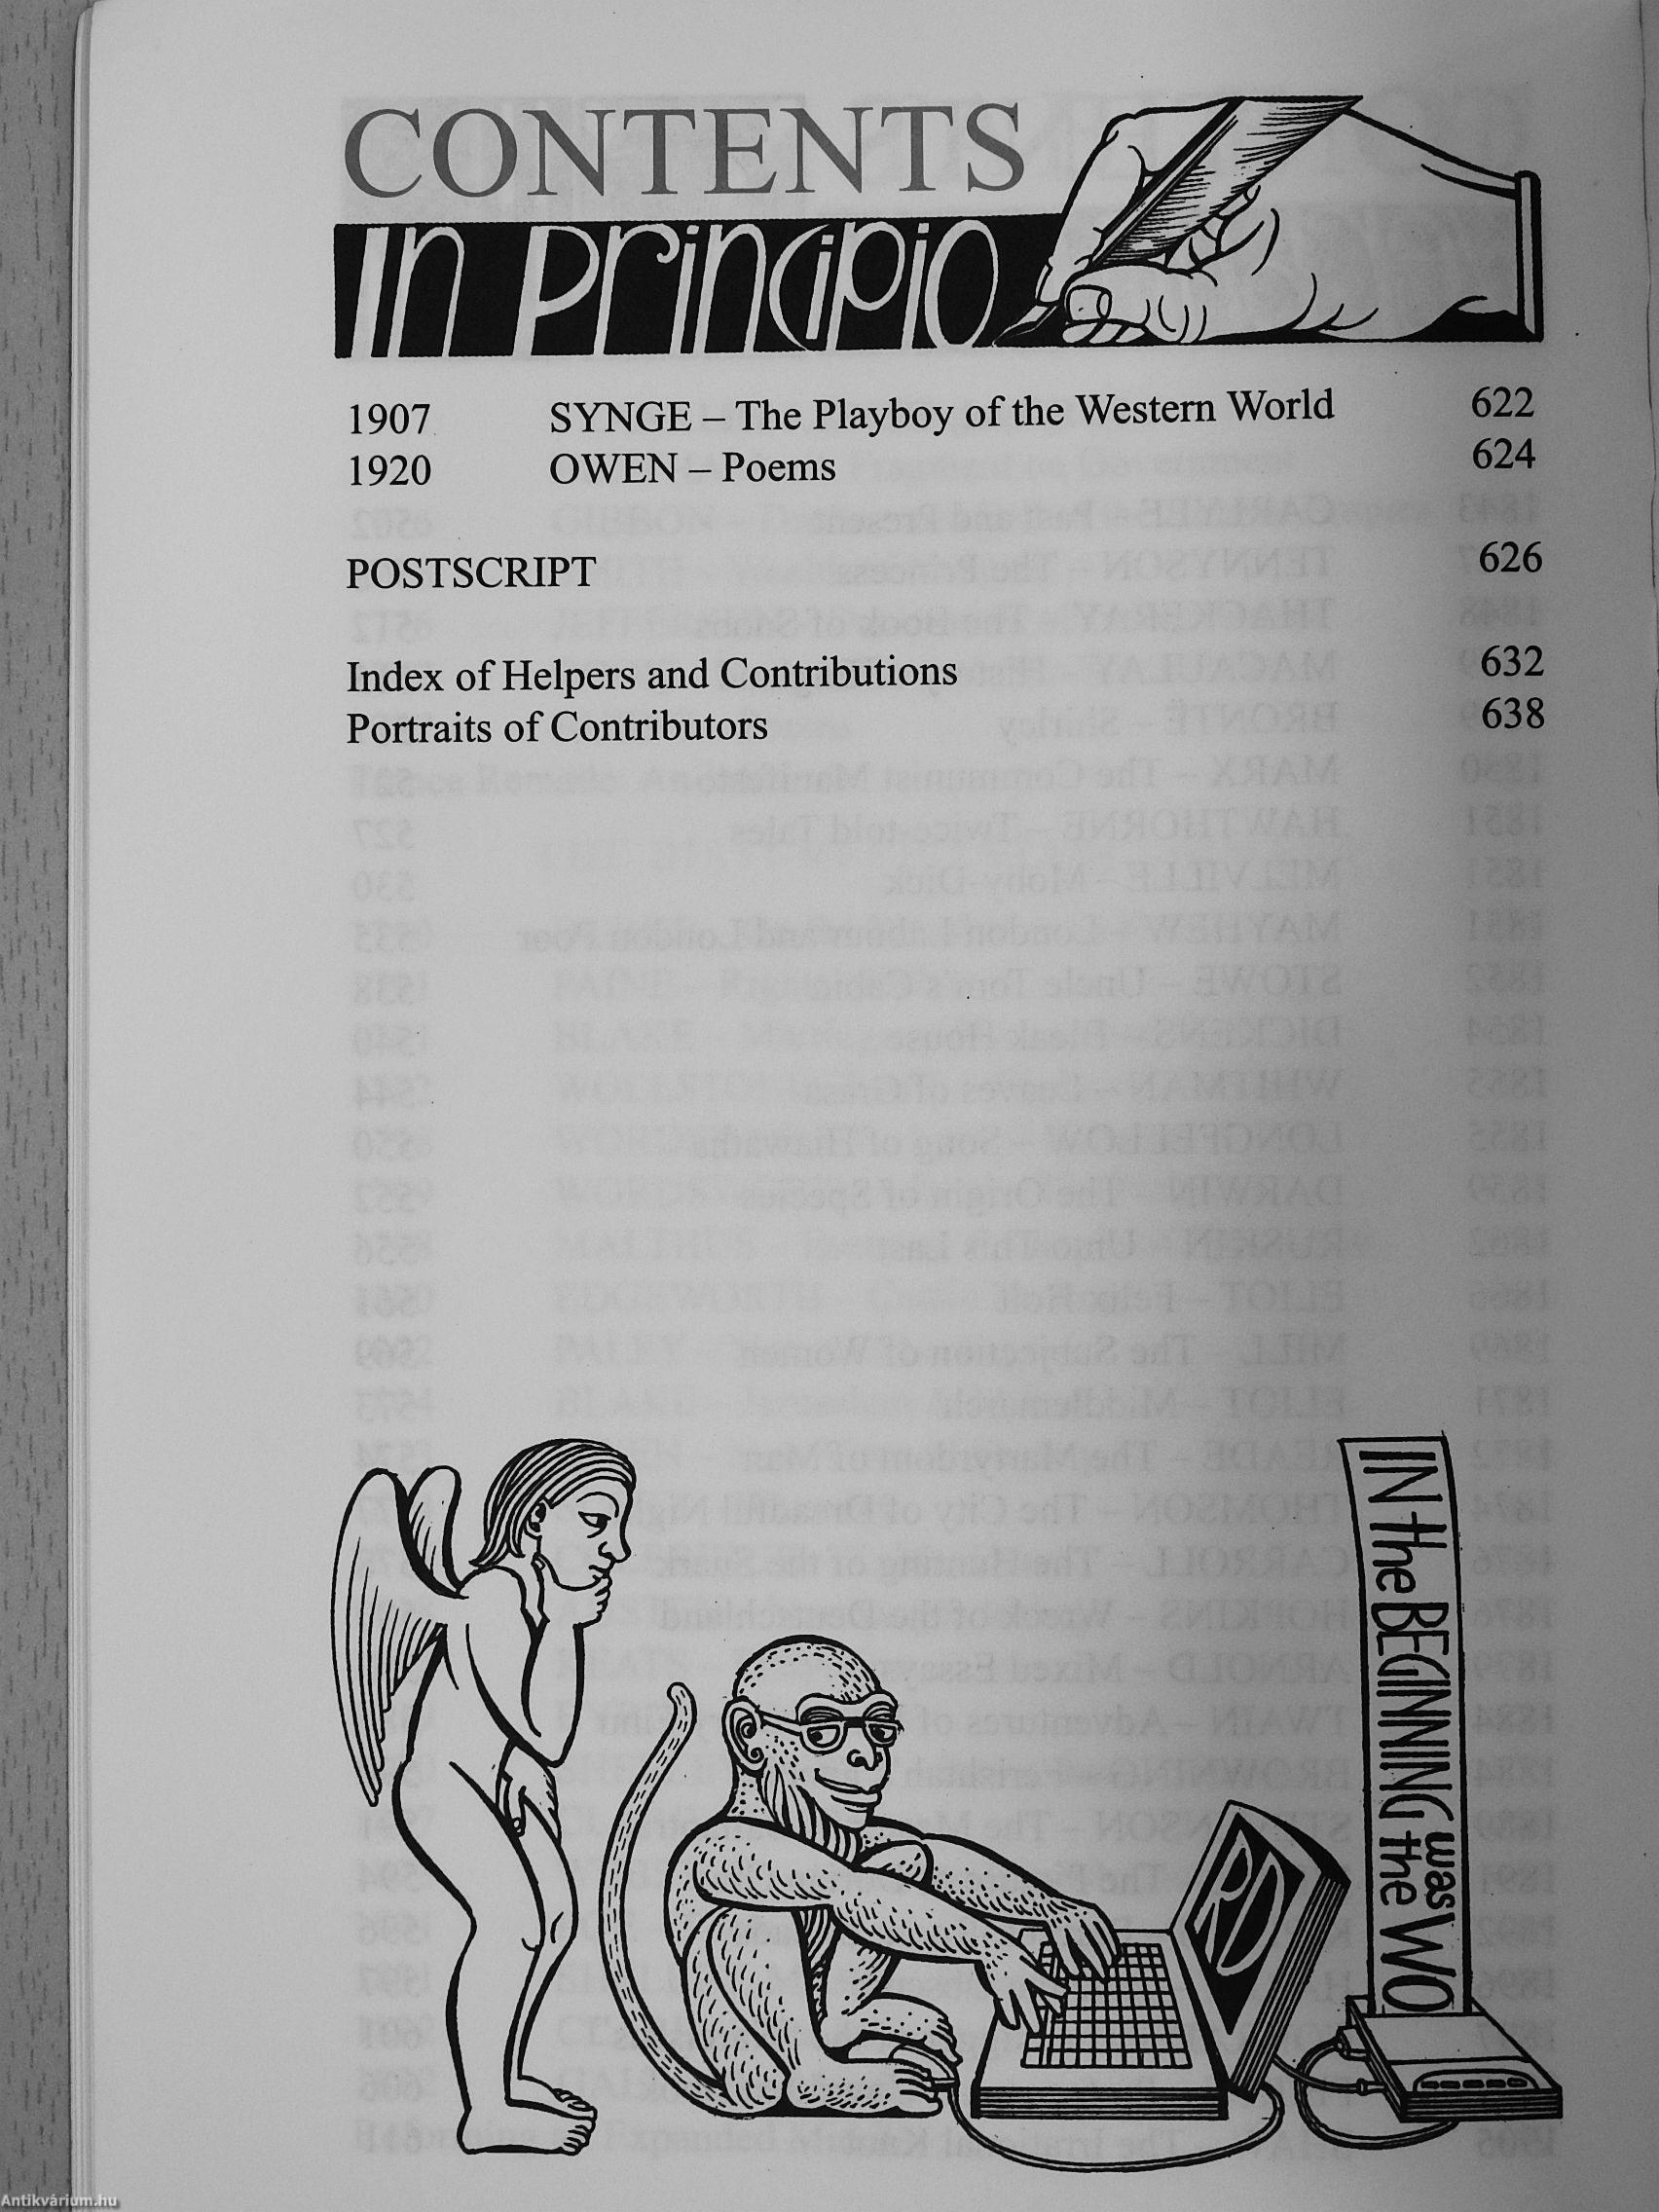 CONTENTS
In Principio
1907 SYNGE – The Playboy of the Western World 622
1920 OWEN – Poems 624
POSTSCRIPT 626
Index of Helpers and Contributions 632
Portraits of Contributors 638
IN the BEGINNING was the WO
RD
Antikvárium.hu